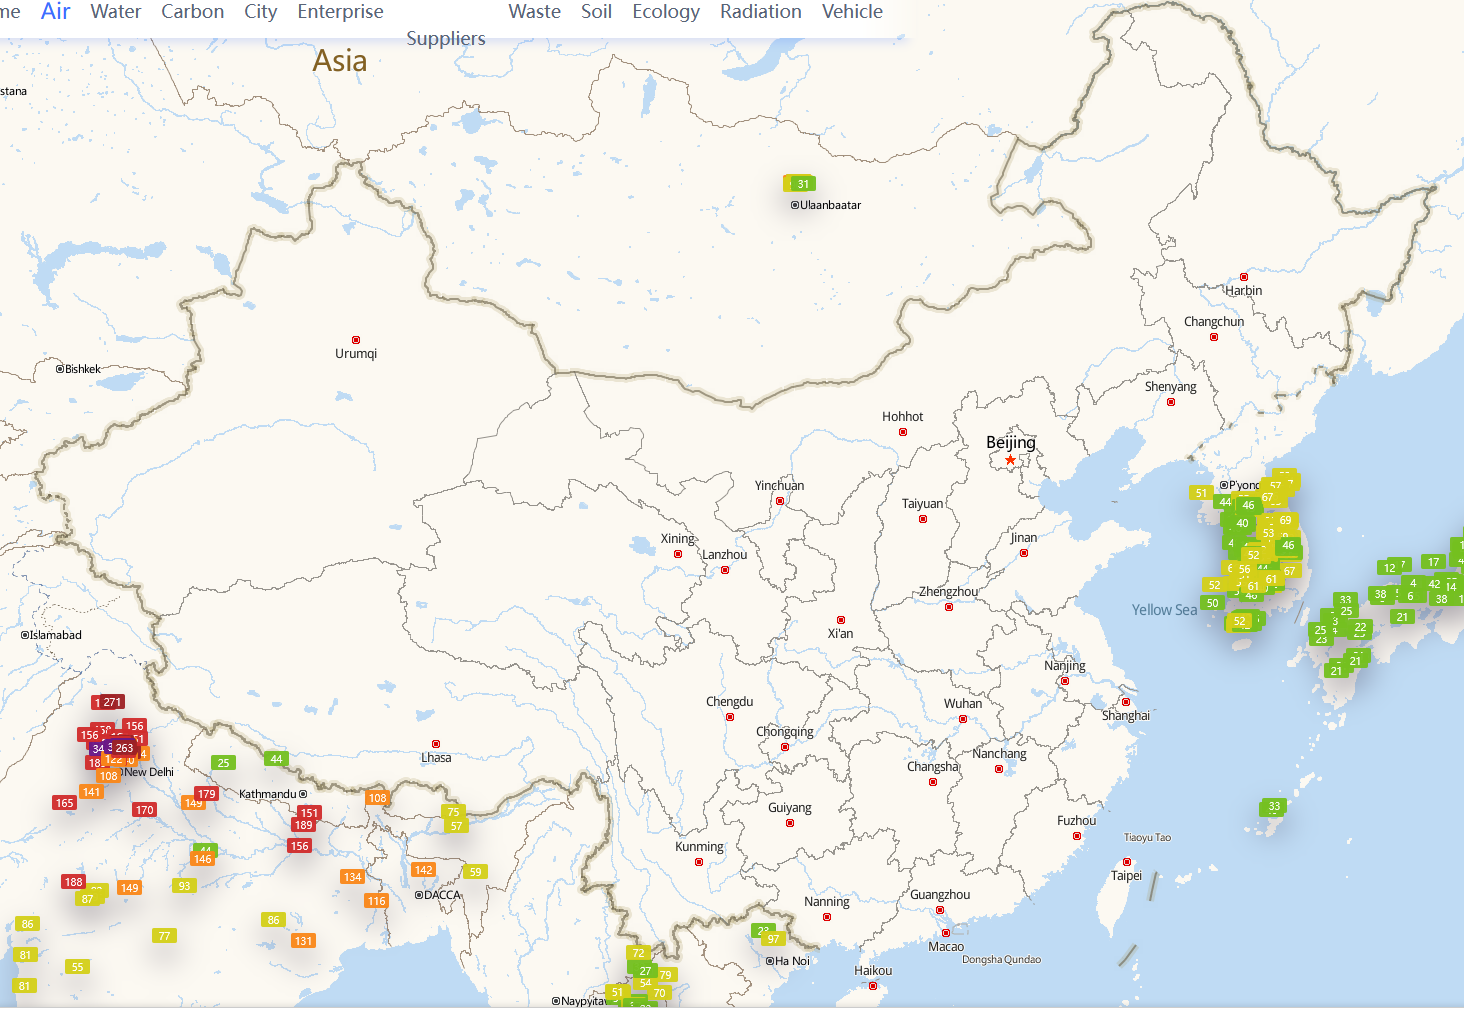 me Air Water Carbon City Enterprise Suppliers Waste Soil Ecology Radiation Vehicle
Asia
stana
31
Ulaanbaatar
Harbin
Changchun
Urumqi
Bishkek
Shenyang
Hohhot
Beijing
Yinchuan
P'yong
51
57
44
46
67
Taiyuan
40
69
53
Xining
Jinan
46
Lanzhou
52
12
17
56
67
52
61
61
4
42
14
Zhengzhou
50
38
6
38
33
Yellow Sea
25
21
52
Xi'an
25
22
23
Islamabad
21
21
Nanjing
271
Chengdu
Wuhan
Shanghai
156
156
Chongqing
263
Lhasa
Nanchang
25
44
122
Changsha
New Delhi
108
141
179
Kathmandu
108
165
149
170
151
75
Guiyang
33
189
57
Fuzhou
Taoyu Tao
156
Kunming
146
142
59
Taipei
134
188
149
93
DACCA
116
Nanning
Guangzhou
87
86
86
23
77
131
97
Macao
81
72
Ha Noi
Dongsha Qundao
55
27
79
Haikou
81
54
51
70
Naypyitaw